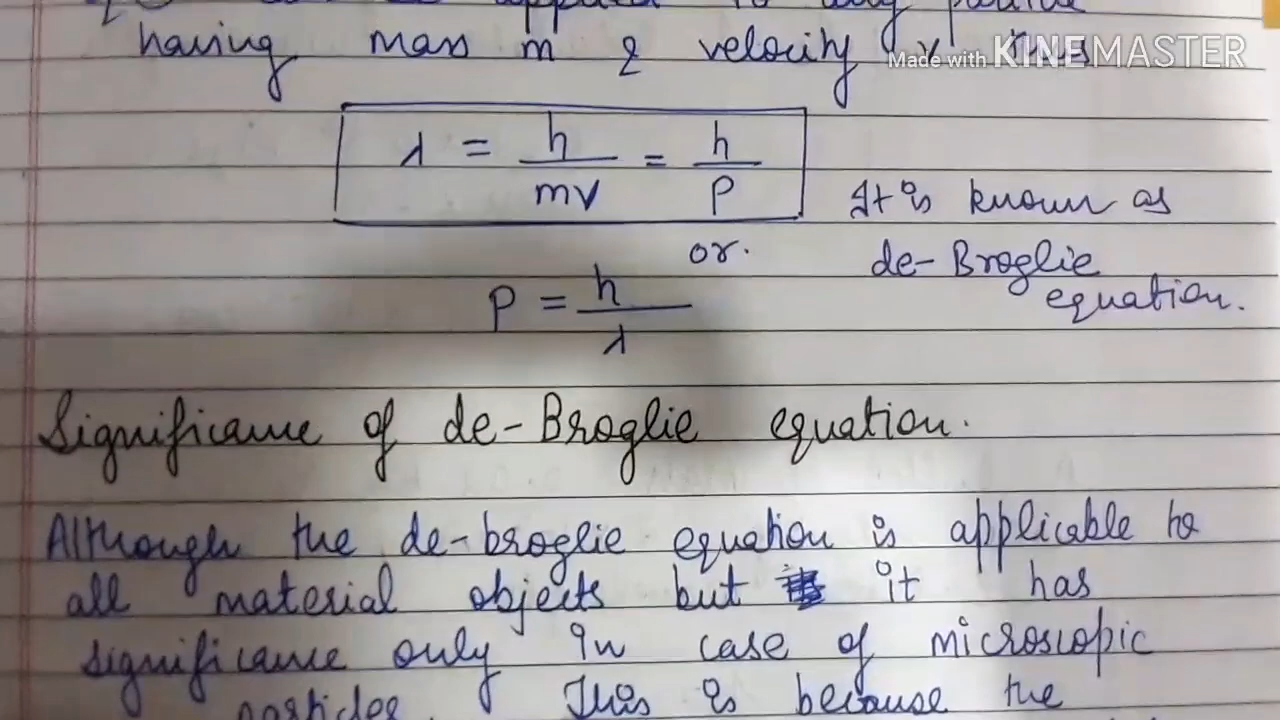 having mass m & velocity v thus
Made with KINEMASTER
λ = h/mv = h/P
It is known as
or.
de-Broglie
equation.
P = h/λ
Significance of de-Broglie equation.
Although the de-broglie equation is applicable to
all material objects but it has
significance only in case of microscopic
particles. This is because the